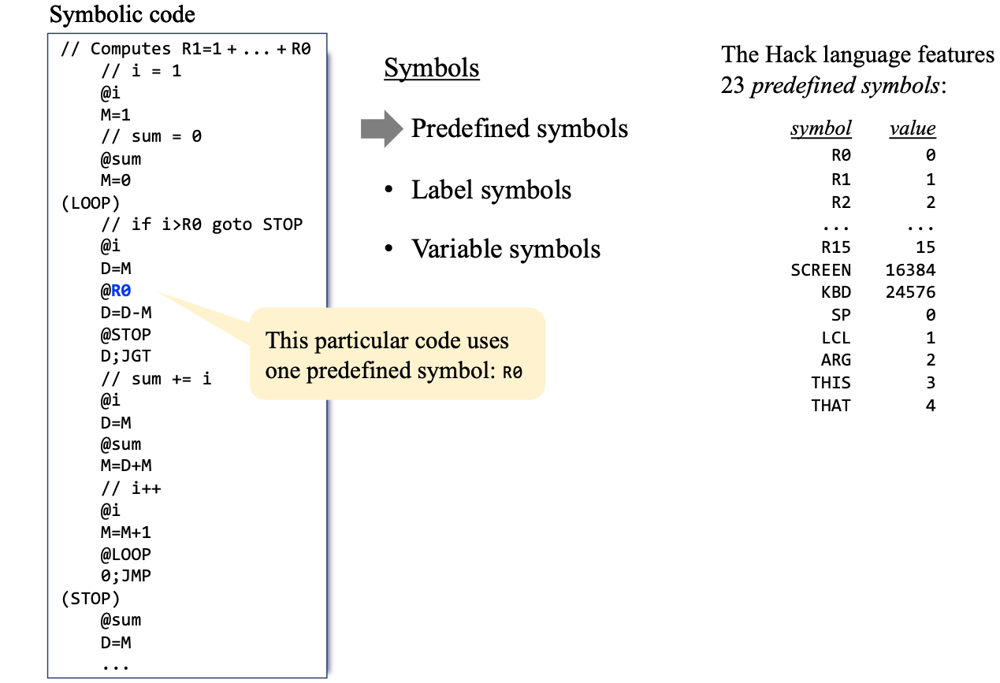 Symbolic code
// Computes R1=1 + ... + R0
// i = 1
@i
M=1
// sum = 0
@sum
M=0
(LOOP)
// if i>R0 goto STOP
@i
D=M
@R0
D=D-M
@STOP
D;JGT
// sum += i
@i
D=M
@sum
M=D+M
// i++
@i
M=M+1
@LOOP
0;JMP
(STOP)
@sum
D=M
...
Symbols
Predefined symbols
• Label symbols
• Variable symbols
This particular code uses
one predefined symbol: R0
The Hack language features
23 predefined symbols:
symbol value
R0 0
R1 1
R2 2
... ...
R15 15
SCREEN 16384
KBD 24576
SP 0
LCL 1
ARG 2
THIS 3
THAT 4